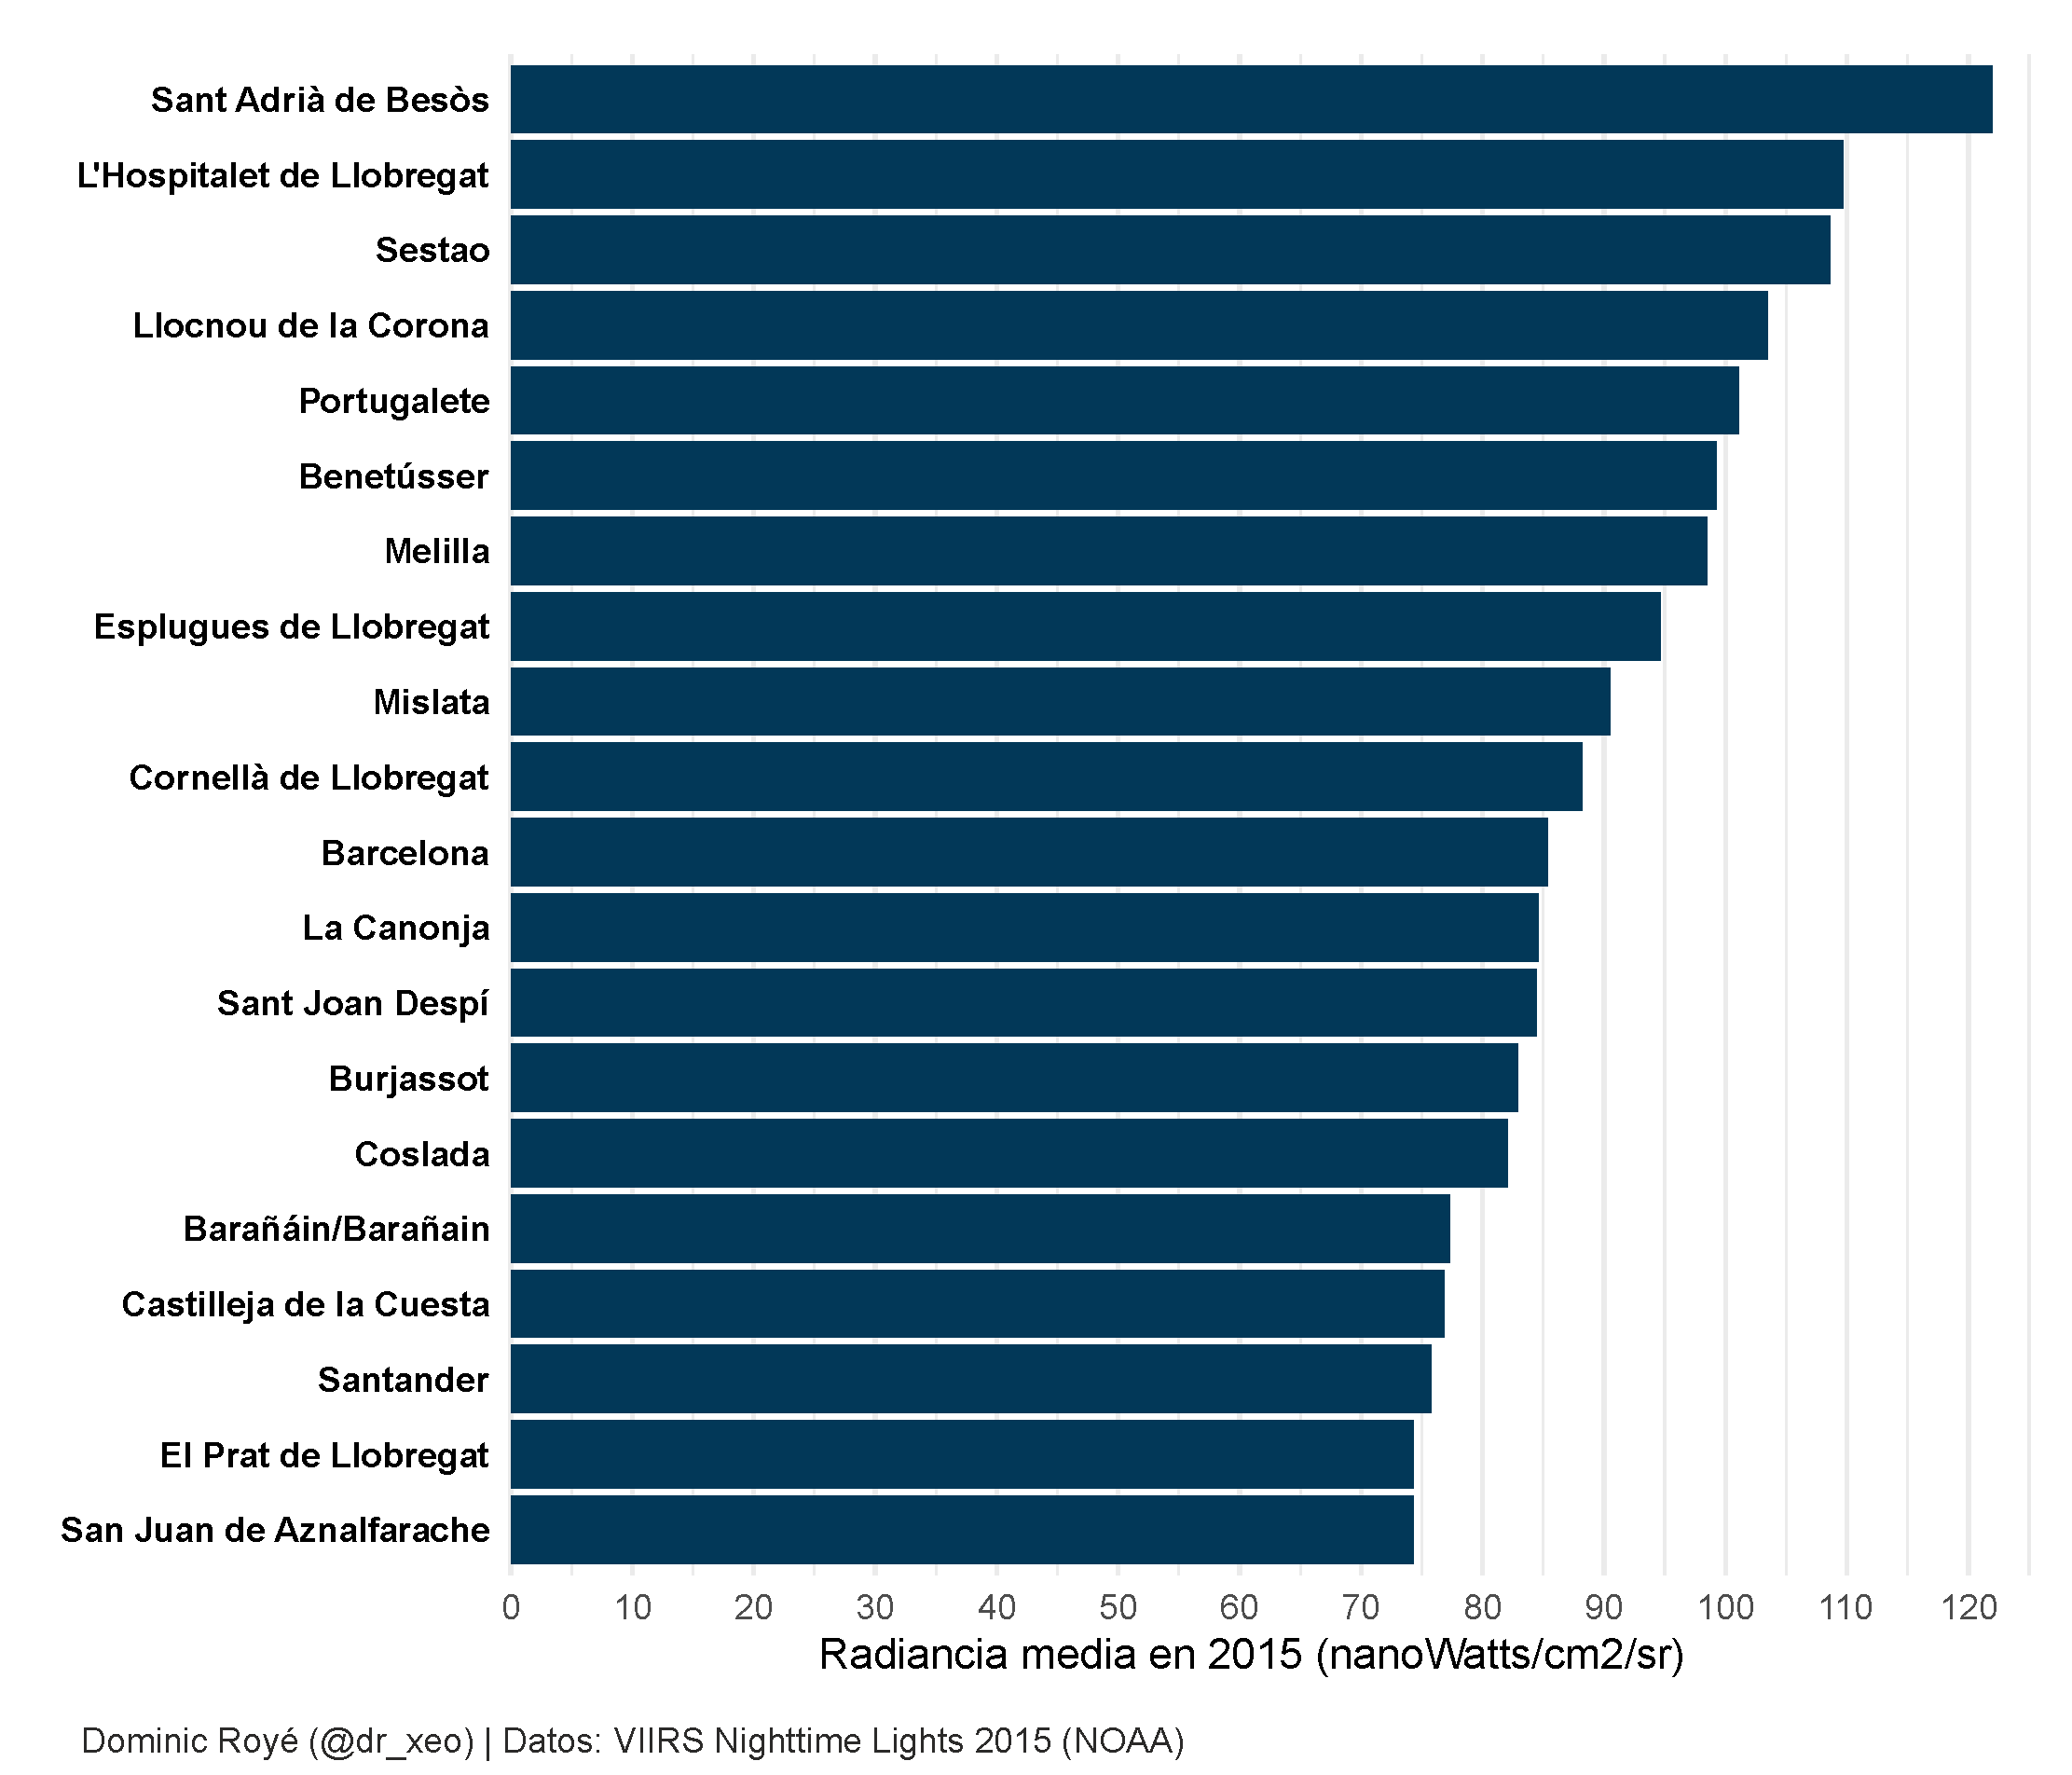 Sant Adrià de Besòs
L'Hospitalet de Llobregat
Sestao
Llocnou de la Corona
Portugalete
Benetússer
Melilla
Esplugues de Llobregat
Mislata
Cornellà de Llobregat
Barcelona
La Canonja
Sant Joan Despí
Burjassot
Coslada
Barañáin/Barañain
Castilleja de la Cuesta
Santander
El Prat de Llobregat
San Juan de Aznalfarache
0 10 20 30 40 50 60 70 80 90 100 110 120
Radiancia media en 2015 (nanoWatts/cm2/sr)
Dominic Royé (@dr_xeo) | Datos: VIIRS Nighttime Lights 2015 (NOAA)